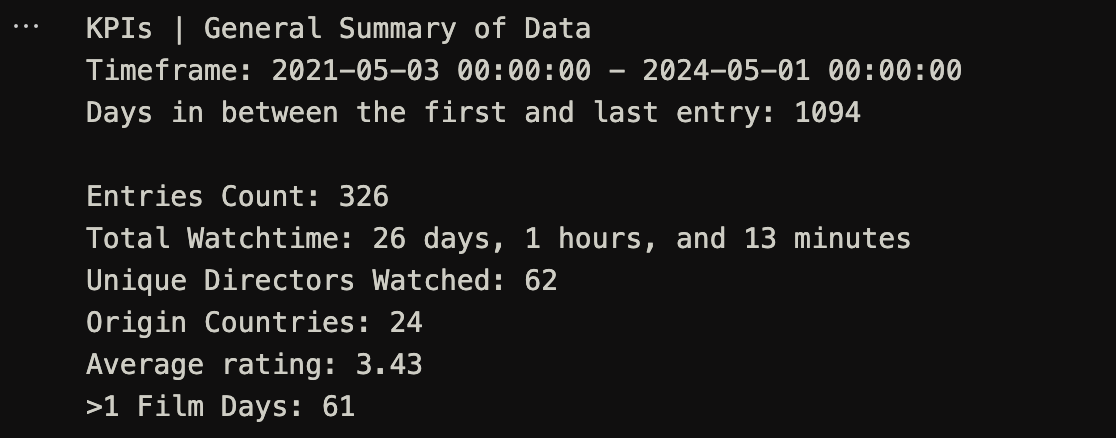 KPIs | General Summary of Data
Timeframe: 2021-05-03 00:00:00 - 2024-05-01 00:00:00
Days in between the first and last entry: 1094
Entries Count: 326
Total Watchtime: 26 days, 1 hours, and 13 minutes
Unique Directors Watched: 62
Origin Countries: 24
Average rating: 3.43
>1 Film Days: 61